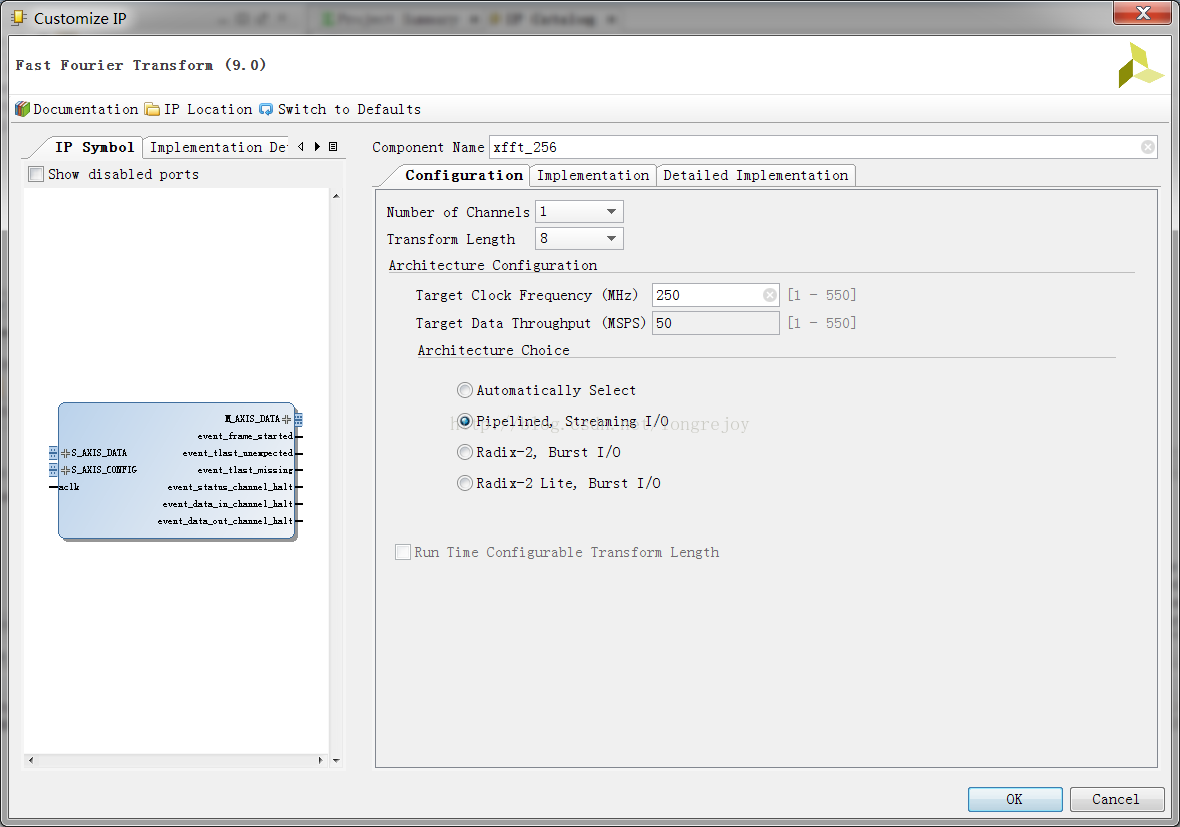 Customize IP
Project Summary
IP Catalog
Fast Fourier Transform (9.0)
Documentation IP Location Switch to Defaults
IP Symbol Implementation De
Show disabled ports
M_AXIS_DATA
event_frame_started
S_AXIS_DATA event_tlast_unexpected
S_AXIS_CONFIG event_tlast_missing
aclk event_status_channel_halt
event_data_in_channel_halt
event_data_out_channel_halt
Component Name xfft_256
Configuration Implementation Detailed Implementation
Number of Channels 1
Transform Length 8
Architecture Configuration
Target Clock Frequency (MHz) 250 [1 - 550]
Target Data Throughput (MSPS) 50 [1 - 550]
Architecture Choice
Automatically Select
Pipelined, Streaming I/O
Radix-2, Burst I/O
Radix-2 Lite, Burst I/O
Run Time Configurable Transform Length
OK Cancel